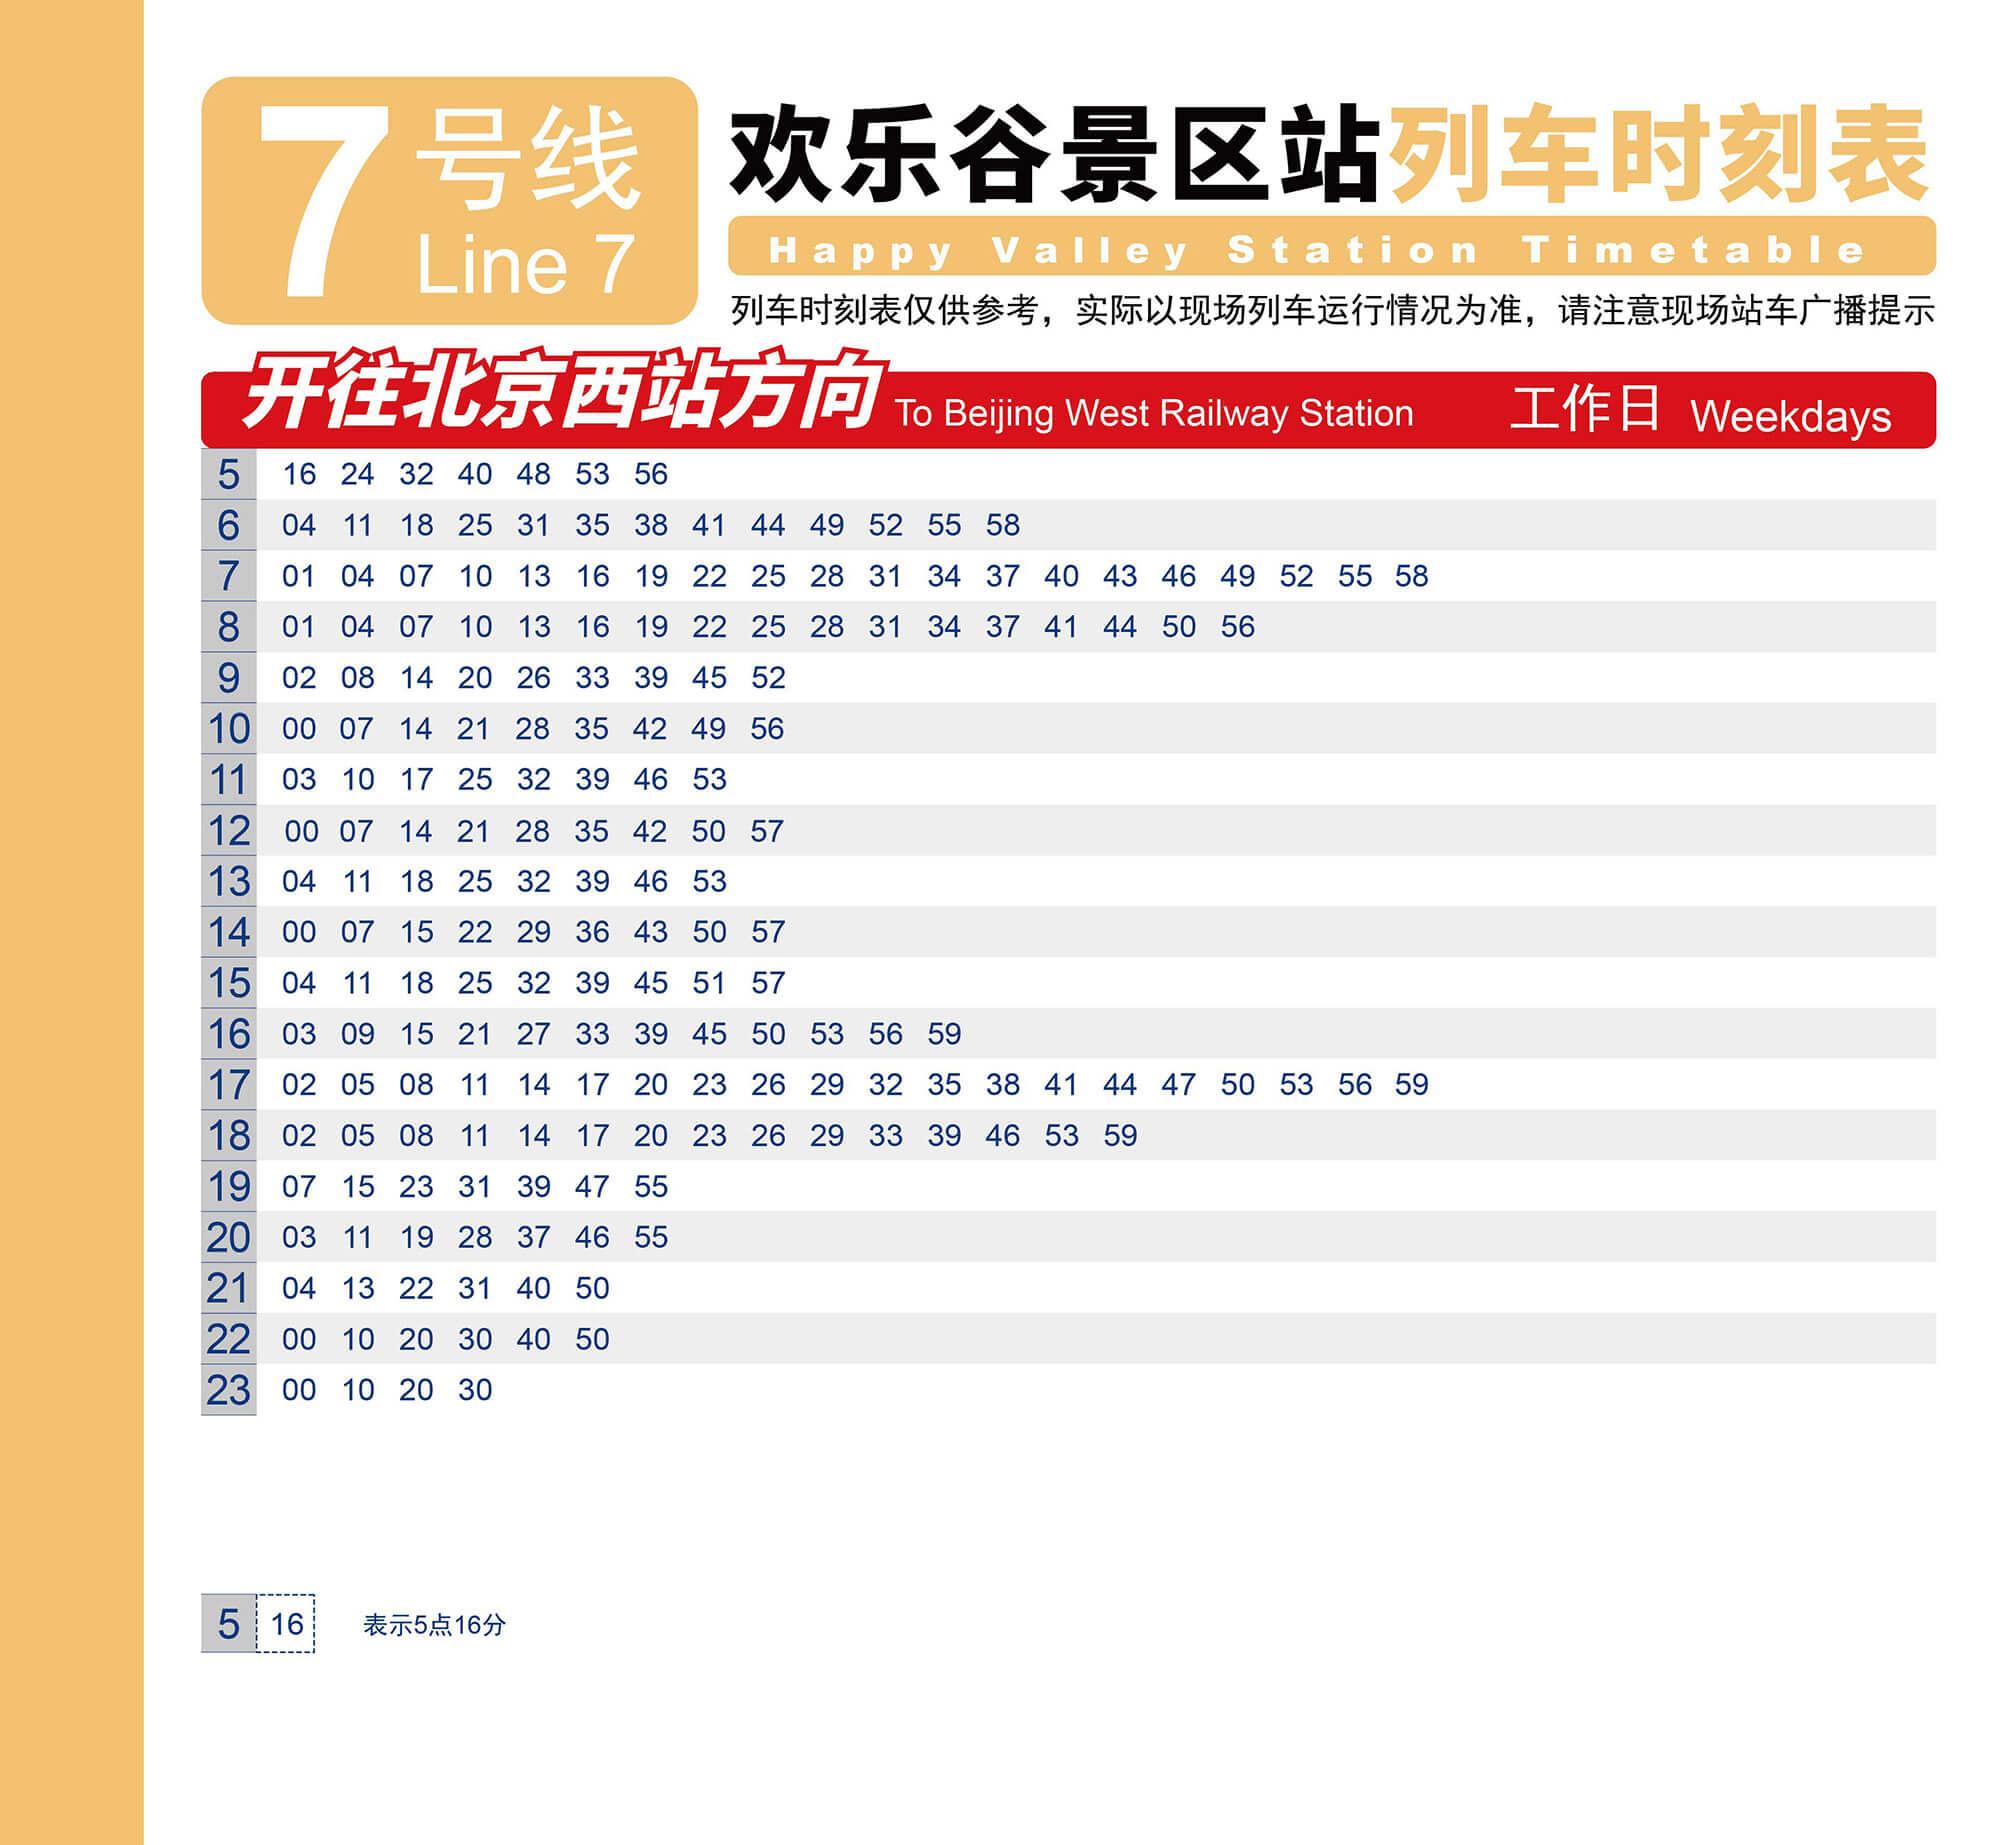 7号线
Line 7
欢乐谷景区站列车时刻表
Happy Valley Station Timetable
列车时刻表仅供参考，实际以现场列车运行情况为准，请注意现场站车广播提示
开往北京西站方向 To Beijing West Railway Station 工作日 Weekdays
5 16 24 32 40 48 53 56
6 04 11 18 25 31 35 38 41 44 49 52 55 58
7 01 04 07 10 13 16 19 22 25 28 31 34 37 40 43 46 49 52 55 58
8 01 04 07 10 13 16 19 22 25 28 31 34 37 41 44 50 56
9 02 08 14 20 26 33 39 45 52
10 00 07 14 21 28 35 42 49 56
11 03 10 17 25 32 39 46 53
12 00 07 14 21 28 35 42 50 57
13 04 11 18 25 32 39 46 53
14 00 07 15 22 29 36 43 50 57
15 04 11 18 25 32 39 45 51 57
16 03 09 15 21 27 33 39 45 50 53 56 59
17 02 05 08 11 14 17 20 23 26 29 32 35 38 41 44 47 50 53 56 59
18 02 05 08 11 14 17 20 23 26 29 33 39 46 53 59
19 07 15 23 31 39 47 55
20 03 11 19 28 37 46 55
21 04 13 22 31 40 50
22 00 10 20 30 40 50
23 00 10 20 30
5 16 表示5点16分